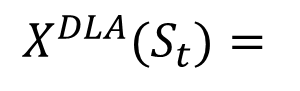 X^{DLA}(S_t) =